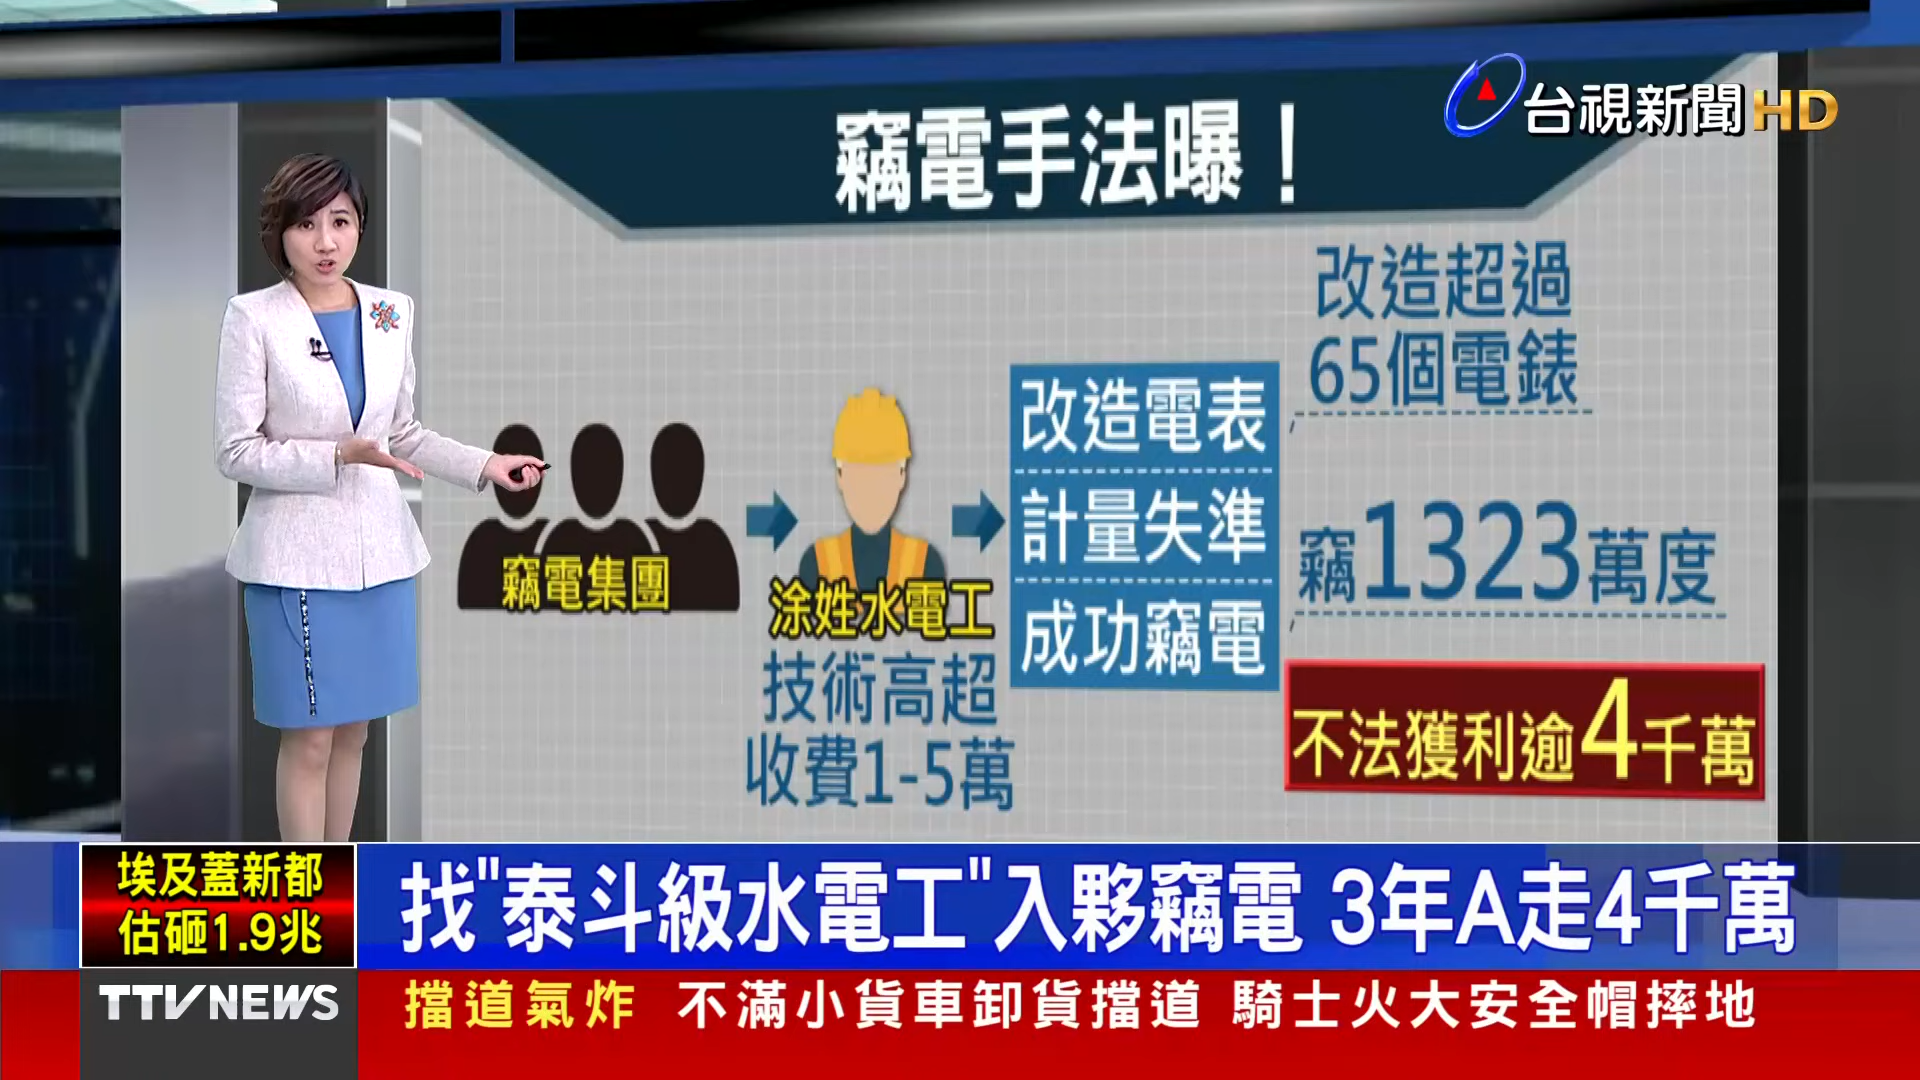 台視新聞HD
竊電手法曝！
改造超過
65個電錶
竊電集團
涂姓水電工
技術高超
收費1-5萬
改造電表
計量失準
成功竊電
竊1323萬度
不法獲利逾4千萬
埃及蓋新都
估砸1.9兆
找"泰斗級水電工"入夥竊電 3年A走4千萬
TTV NEWS
擋道氣炸 不滿小貨車卸貨擋道 騎士火大安全帽摔地